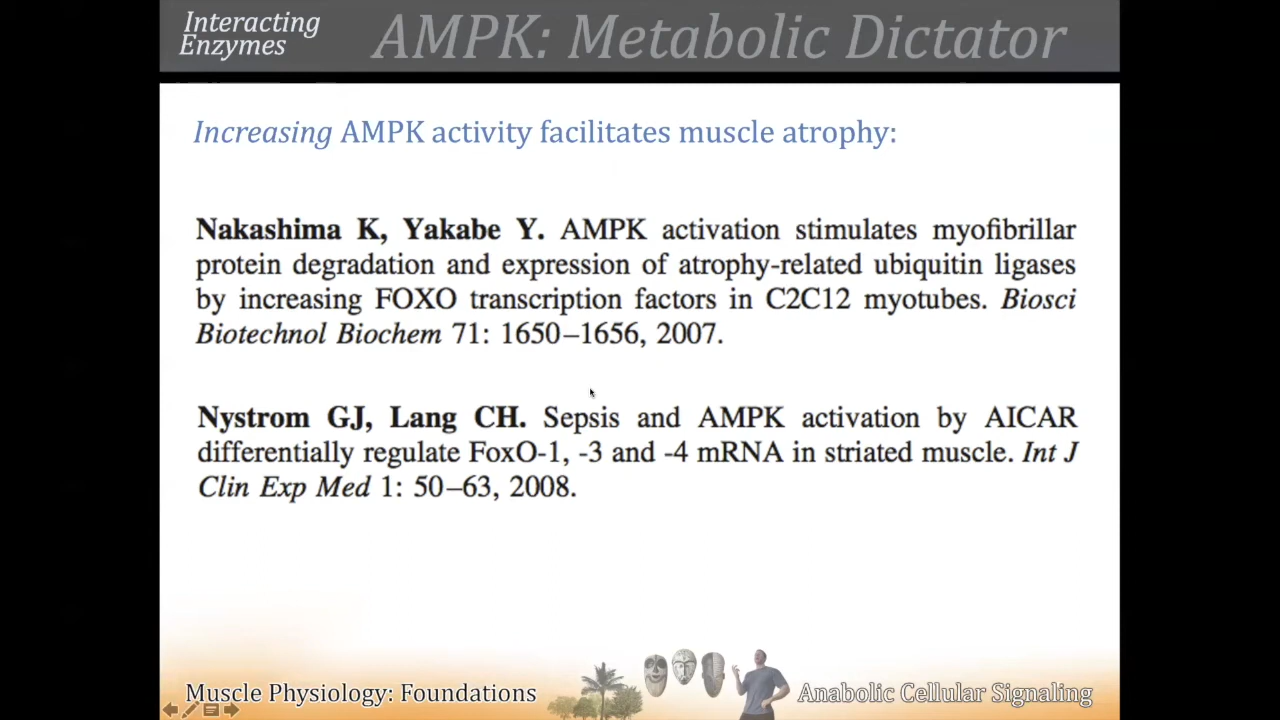 Interacting
Enzymes
AMPK: Metabolic Dictator
Increasing AMPK activity facilitates muscle atrophy:
Nakashima K, Yakabe Y. AMPK activation stimulates myofibrillar
protein degradation and expression of atrophy-related ubiquitin ligases
by increasing FOXO transcription factors in C2C12 myotubes. Biosci
Biotechnol Biochem 71: 1650–1656, 2007.
Nystrom GJ, Lang CH. Sepsis and AMPK activation by AICAR
differentially regulate FoxO-1, -3 and -4 mRNA in striated muscle. Int J
Clin Exp Med 1: 50–63, 2008.
Muscle Physiology: Foundations
Anabolic Cellular Signaling